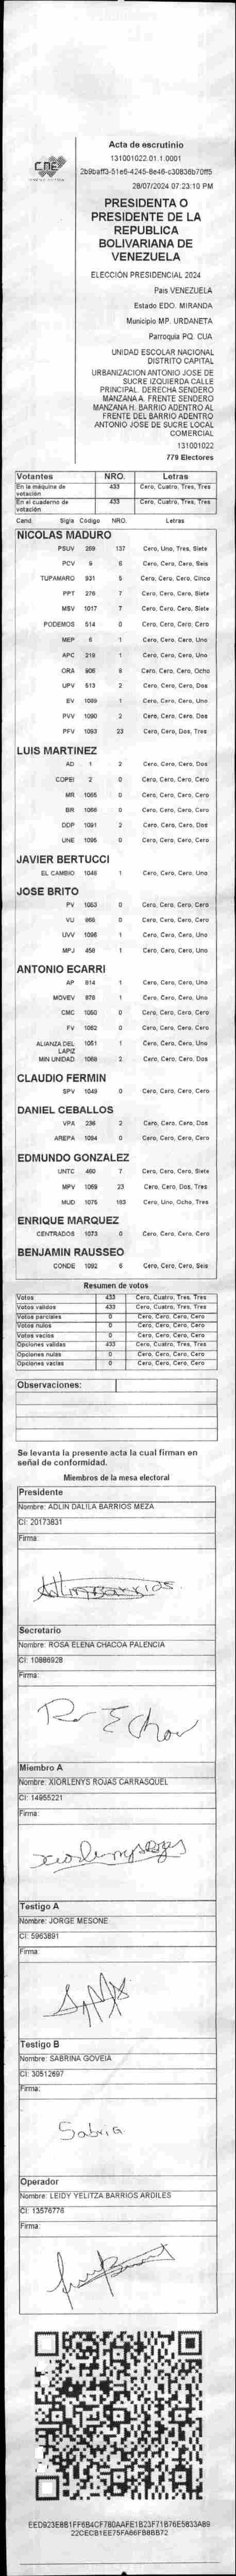 CNE
Acta de escrutinio
131001022.01.1.0001
28/07/2024 07:23:10 PM
PRESIDENTA O
PRESIDENTE DE LA
REPUBLICA
BOLIVARIANA DE
VENEZUELA
ELECCIÓN PRESIDENCIAL 2024
País VENEZUELA
Estado EDO. MIRANDA
Municipio MP. URDANETA
Parroquia PQ. CUA
UNIDAD ESCOLAR NACIONAL
DISTRITO CAPITAL
URBANIZACION ANTONIO JOSE DE
SUCRE IZQUIERDA CALLE
PRINCIPAL. DERECHA SENDERO
MANZANA A. FRENTE SENDERO
MANZANA H. BARRIO ADENTRO AL
FRENTE DEL BARRIO ADENTRO
ANTONIO JOSE DE SUCRE LOCAL
COMERCIAL
131001022
779 Electores
Votantes NRO. Letras
En la máquina de votación 433 Cero, Cuatro, Tres, Tres
En el cuaderno de votación 433 Cero, Cuatro, Tres, Tres
Cand Sigla Código NRO. Letras
NICOLAS MADURO
PSUV 269 137 Cero, Uno, Tres, Siete
PCV 9 6 Cero, Cero, Cero, Seis
TUPAMARO 931 5 Cero, Cero, Cero, Cinco
PPT 276 7 Cero, Cero, Cero, Siete
MSV 1017 7 Cero, Cero, Cero, Siete
PODEMOS 514 0 Cero, Cero, Cero, Cero
MEP 6 1 Cero, Cero, Cero, Uno
APC 219 1 Cero, Cero, Cero, Uno
ORA 906 8 Cero, Cero, Cero, Ocho
UPV 513 2 Cero, Cero, Cero, Dos
EV 1089 1 Cero, Cero, Cero, Uno
PVV 1090 2 Cero, Cero, Cero, Dos
PFV 1093 23 Cero, Cero, Dos, Tres
LUIS MARTINEZ
AD 1 2 Cero, Cero, Cero, Dos
COPEI 2 0 Cero, Cero, Cero, Cero
MR 1055 0 Cero, Cero, Cero, Cero
BR 1066 0 Cero, Cero, Cero, Cero
DDP 1091 2 Cero, Cero, Cero, Dos
UNE 1095 0 Cero, Cero, Cero, Cero
JAVIER BERTUCCI
EL CAMBIO 1046 1 Cero, Cero, Cero, Uno
JOSE BRITO
PV 1053 0 Cero, Cero, Cero, Cero
VU 868 0 Cero, Cero, Cero, Cero
UVV 1096 1 Cero, Cero, Cero, Uno
MPJ 458 1 Cero, Cero, Cero, Uno
ANTONIO ECARRI
AP 814 1 Cero, Cero, Cero, Uno
MOVEV 878 1 Cero, Cero, Cero, Uno
CMC 1050 0 Cero, Cero, Cero, Cero
FV 1062 0 Cero, Cero, Cero, Cero
ALIANZA DEL LAPIZ 1051 1 Cero, Cero, Cero, Uno
MIN UNIDAD 1068 2 Cero, Cero, Cero, Dos
CLAUDIO FERMIN
SPV 1049 0 Cero, Cero, Cero, Cero
DANIEL CEBALLOS
VPA 236 2 Cero, Cero, Cero, Dos
AREPA 1094 0 Cero, Cero, Cero, Cero
EDMUNDO GONZALEZ
UNTC 460 7 Cero, Cero, Cero, Siete
MPV 1069 23 Cero, Cero, Dos, Tres
MUD 1075 183 Cero, Uno, Ocho, Tres
ENRIQUE MARQUEZ
CENTRADOS 1073 0 Cero, Cero, Cero, Cero
BENJAMIN RAUSSEO
CONDE 1092 6 Cero, Cero, Cero, Seis
Resumen de votos
Votos 433 Cero, Cuatro, Tres, Tres
Votos validos 433 Cero, Cuatro, Tres, Tres
Votos parciales 0 Cero, Cero, Cero, Cero
Votos nulos 0 Cero, Cero, Cero, Cero
Votos vacios 0 Cero, Cero, Cero, Cero
Opciones validas 433 Cero, Cuatro, Tres, Tres
Opciones nulas 0 Cero, Cero, Cero, Cero
Opciones vacias 0 Cero, Cero, Cero, Cero
Observaciones:
Se levanta la presente acta la cual firman en
señal de conformidad.
Miembros de la mesa electoral
Presidente
Nombre: ADLIN DALILA BARRIOS MEZA
CI: 20173831
Firma:
Adlin Barrios
Secretario
Nombre: ROSA ELENA CHACOA PALENCIA
CI: 10886928
Firma:
Miembro A
Nombre: XIORLENYS ROJAS CARRASQUEL
CI: 14955221
Firma:
Testigo A
Nombre: JORGE MESONE
CI: 5963891
Firma:
Testigo B
Nombre: SABRINA GOVEIA
CI: 30512697
Firma:
Operador
Nombre: LEIDY YELITZA BARRIOS ARDILES
CI: 13576776
Firma: